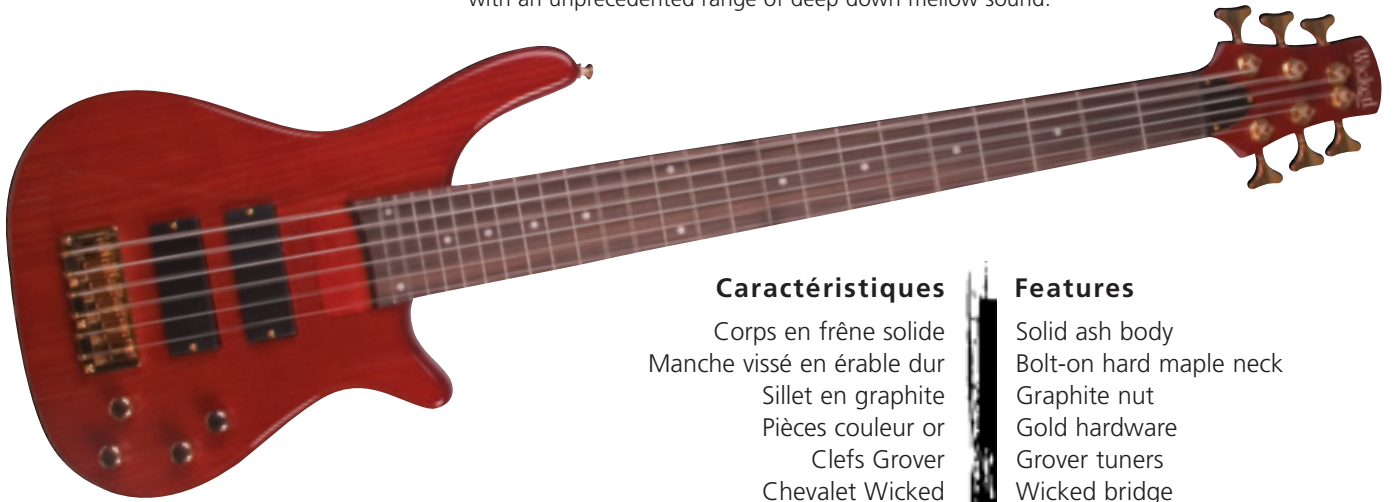 with an unprecedented range of deep down mellow sound.
Wicked
Caractéristiques
Corps en frêne solide
Manche vissé en érable dur
Sillet en graphite
Pièces couleur or
Clefs Grover
Chevalet Wicked
Features
Solid ash body
Bolt-on hard maple neck
Graphite nut
Gold hardware
Grover tuners
Wicked bridge